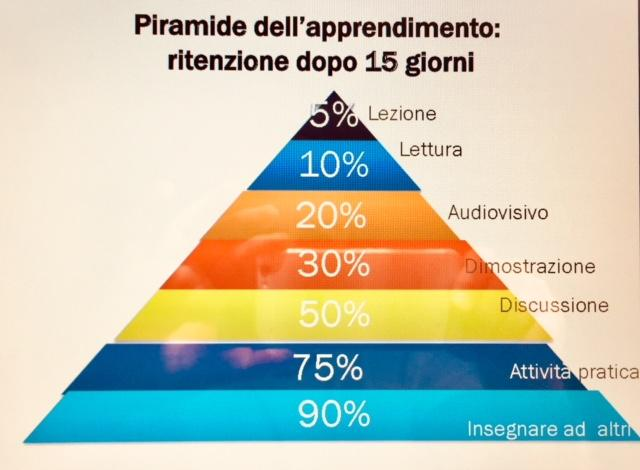 Piramide dell'apprendimento:
ritenzione dopo 15 giorni
5% Lezione
10% Lettura
20% Audiovisivo
30% Dimostrazione
50% Discussione
75% Attività pratica
90% Insegnare ad altri